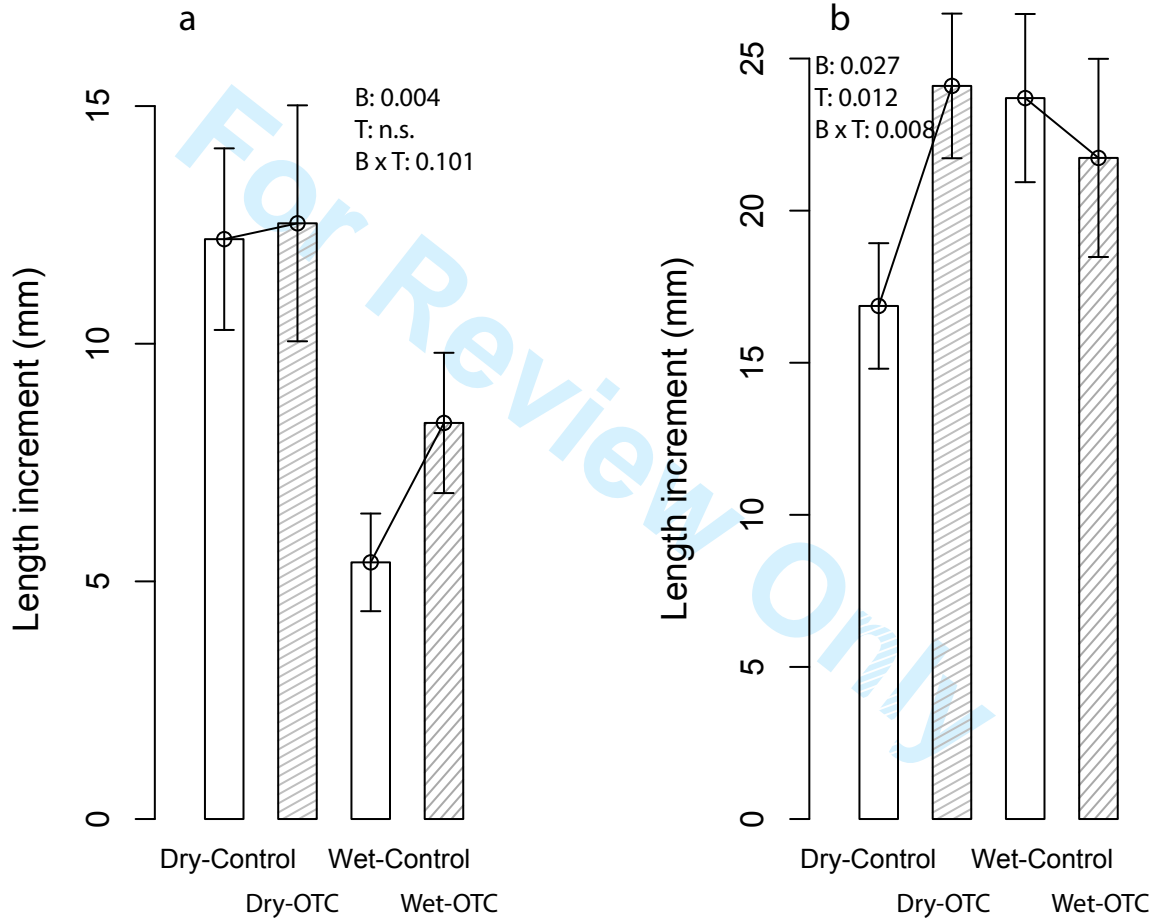 a
B: 0.004
T: n.s.
B x T: 0.101
Length increment (mm)
15
10
5
0
Dry-Control
Wet-Control
Dry-OTC
Wet-OTC
b
B: 0.027
T: 0.012
B x T: 0.008
Length increment (mm)
25
20
15
10
5
0
Dry-Control
Wet-Control
Dry-OTC
Wet-OTC
For Review Only